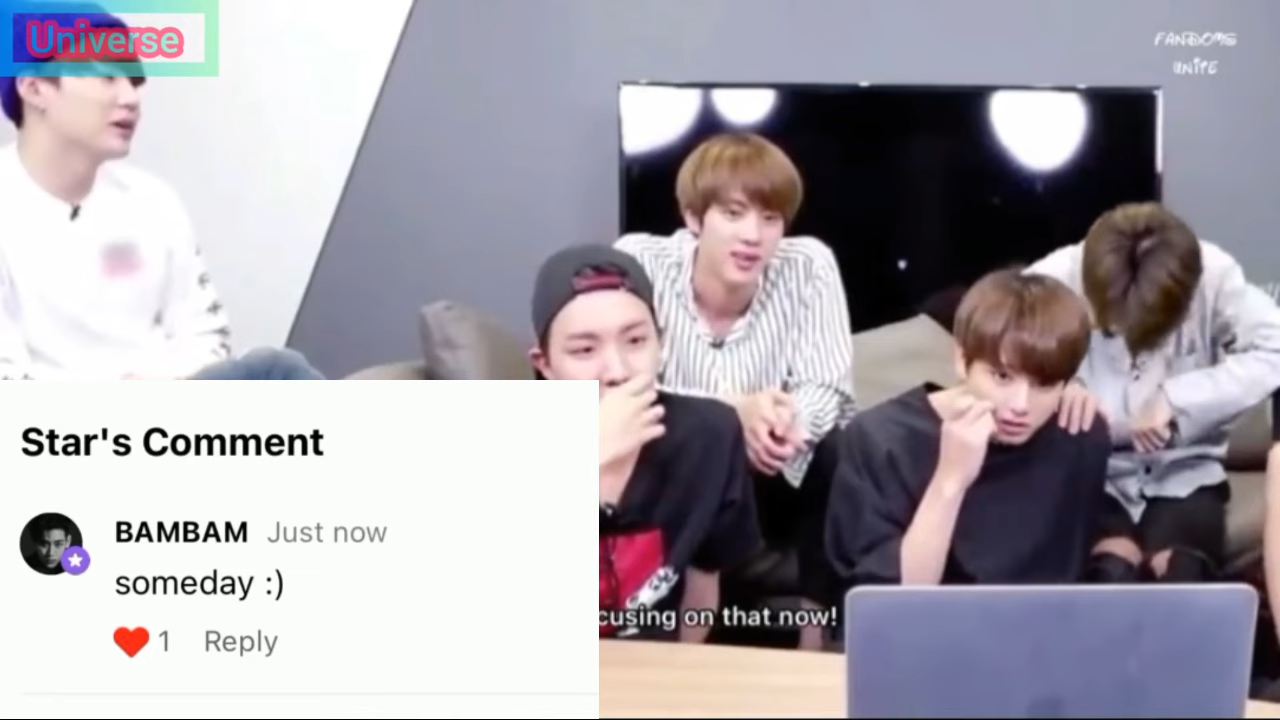 Universe
FANDOMS
UNITE
Star's Comment
BAMBAM Just now
someday :)
1 Reply
cusing on that now!